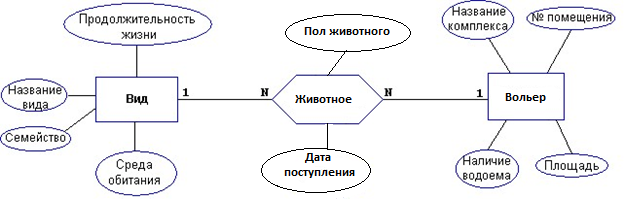 Продолжительность
жизни
Название
вида
Семейство
Вид
Среда
обитания
1
N
Пол животного
Животное
Дата
поступления
N
1
Название
комплекса
№ помещения
Вольер
Наличие
водоема
Площадь